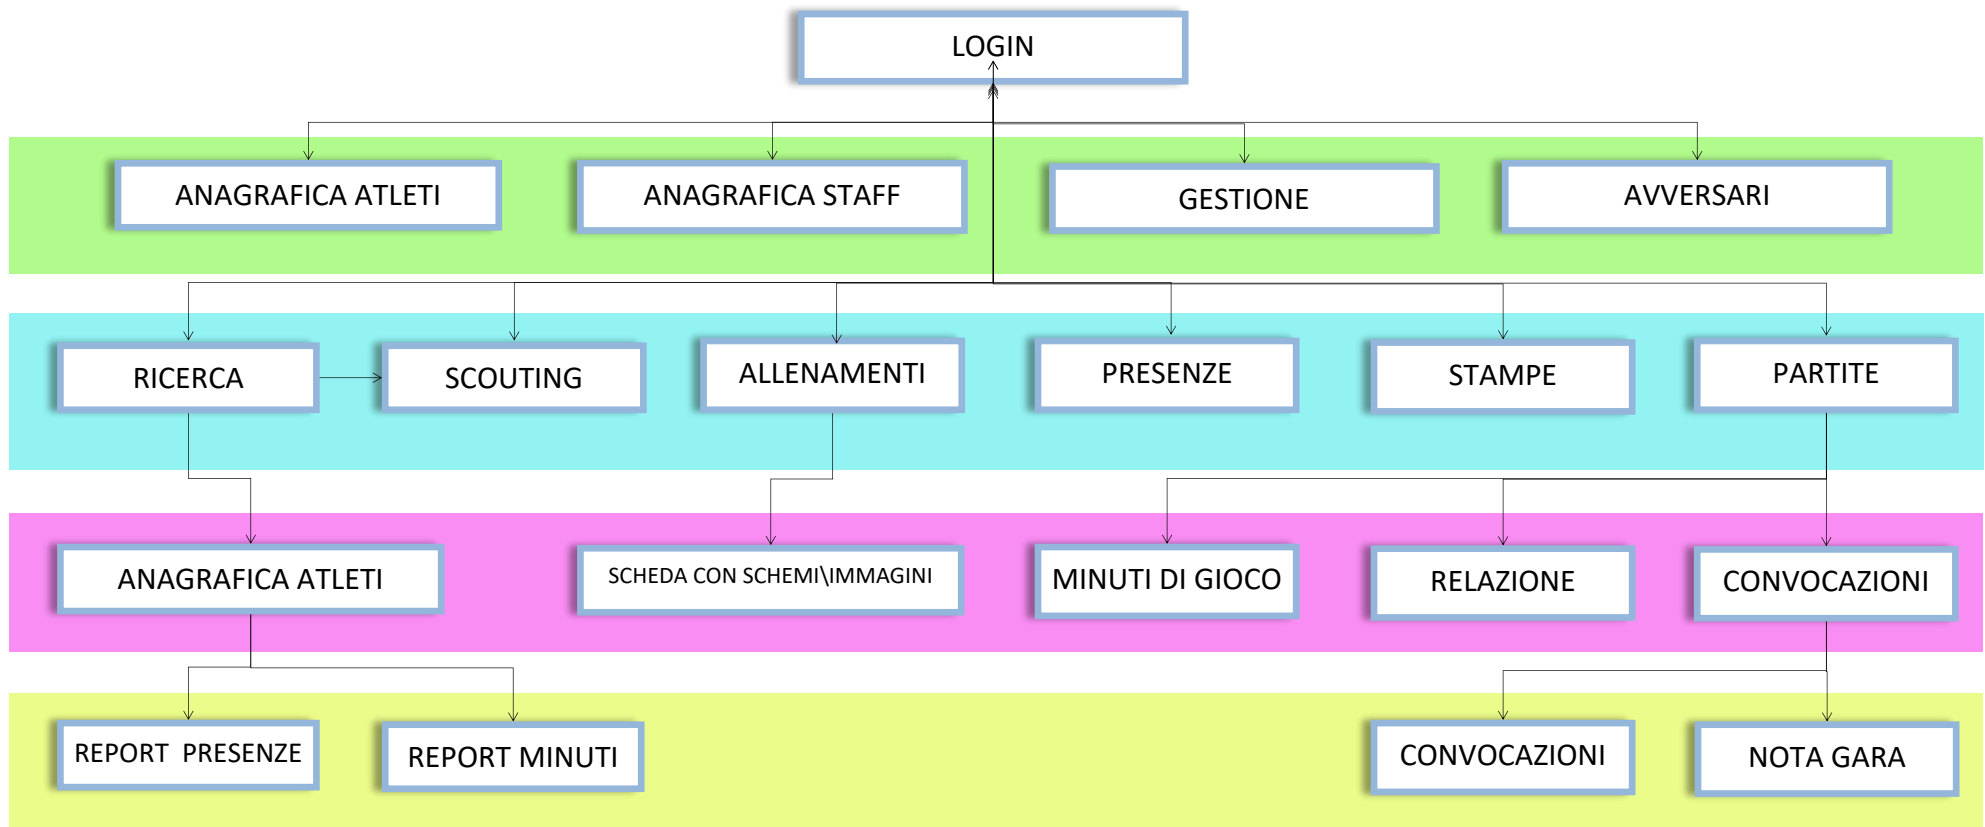 LOGIN
ANAGRAFICA ATLETI
ANAGRAFICA STAFF
GESTIONE
AVVERSARI
RICERCA
SCOUTING
ALLENAMENTI
PRESENZE
STAMPE
PARTITE
ANAGRAFICA ATLETI
SCHEDA CON SCHEMI\IMMAGINI
MINUTI DI GIOCO
RELAZIONE
CONVOCAZIONI
REPORT  PRESENZE
REPORT MINUTI
CONVOCAZIONI
NOTA GARA